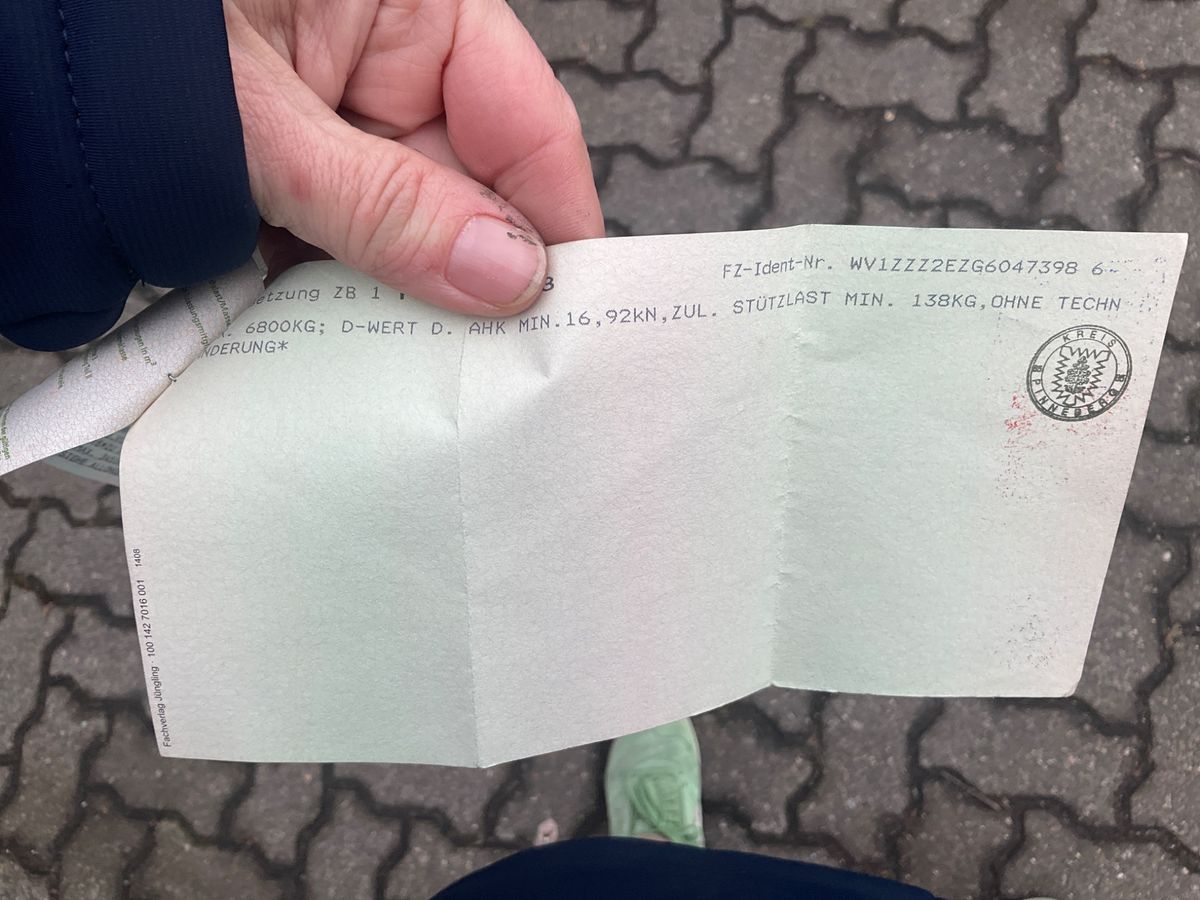 etzung ZB 1
FZ-Ident-Nr. WV1ZZZ2EZG6047398 6
6800KG; D-WERT D. AHK MIN.16,92kN,ZUL. STÜTZLAST MIN. 138KG,OHNE TECHN
NDERUNG*
KREIS
PINNEBERG
Fachverlag Jüngling · 100 142 7016 001 1408